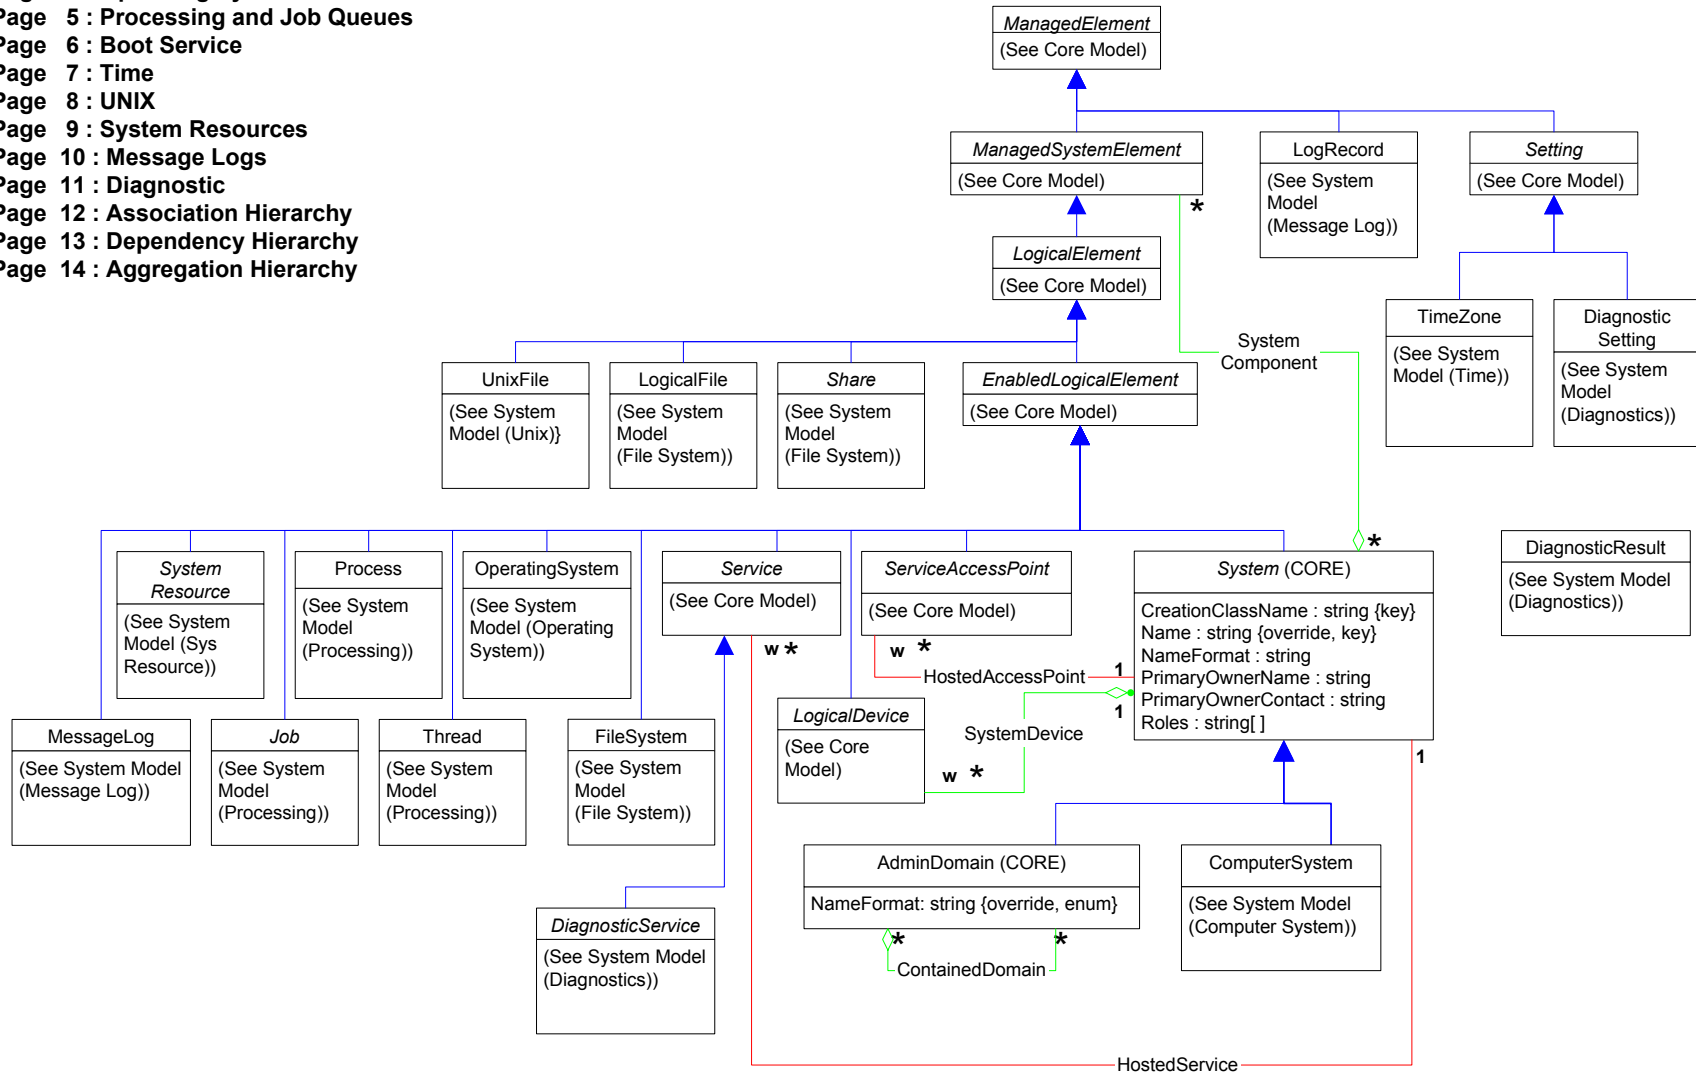 Page 5 : Processing and Job Queues
Page 6 : Boot Service
Page 7 : Time
Page 8 : UNIX
Page 9 : System Resources
Page 10 : Message Logs
Page 11 : Diagnostic
Page 12 : Association Hierarchy
Page 13 : Dependency Hierarchy
Page 14 : Aggregation Hierarchy
ManagedElement
(See Core Model)
ManagedSystemElement
(See Core Model)
*
LogRecord
(See System
Model
(Message Log))
Setting
(See Core Model)
LogicalElement
(See Core Model)
TimeZone
(See System
Model (Time))
Diagnostic
Setting
(See System
Model
(Diagnostics))
System
Component
UnixFile
(See System
Model (Unix)}
LogicalFile
(See System
Model
(File System))
Share
(See System
Model
(File System))
EnabledLogicalElement
(See Core Model)
*
System
Resource
(See System
Model (Sys
Resource))
Process
(See System
Model
(Processing))
OperatingSystem
(See System
Model (Operating
System))
Service
(See Core Model)
w *
ServiceAccessPoint
(See Core Model)
w *
HostedAccessPoint
1
System (CORE)
CreationClassName : string {key}
Name : string {override, key}
NameFormat : string
PrimaryOwnerName : string
PrimaryOwnerContact : string
Roles : string[ ]
1
DiagnosticResult
(See System Model
(Diagnostics))
MessageLog
(See System Model
(Message Log))
Job
(See System
Model
(Processing))
Thread
(See System
Model
(Processing))
FileSystem
(See System
Model
(File System))
LogicalDevice
(See Core
Model)
SystemDevice
1
w *
AdminDomain (CORE)
NameFormat: string {override, enum}
*
*
ContainedDomain
ComputerSystem
(See System Model
(Computer System))
DiagnosticService
(See System Model
(Diagnostics))
HostedService